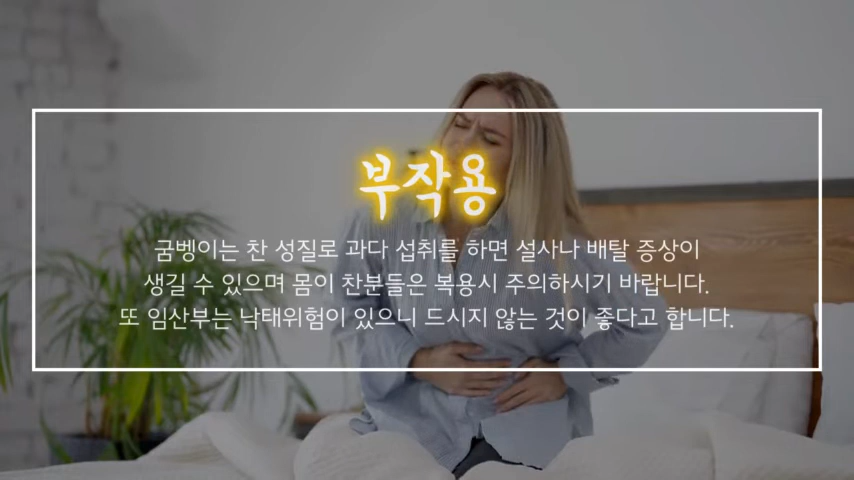 부작용
굼벵이는 찬 성질로 과다 섭취를 하면 설사나 배탈 증상이
생길 수 있으며 몸이 찬분들은 복용시 주의하시기 바랍니다.
또 임산부는 낙태위험이 있으니 드시지 않는 것이 좋다고 합니다.